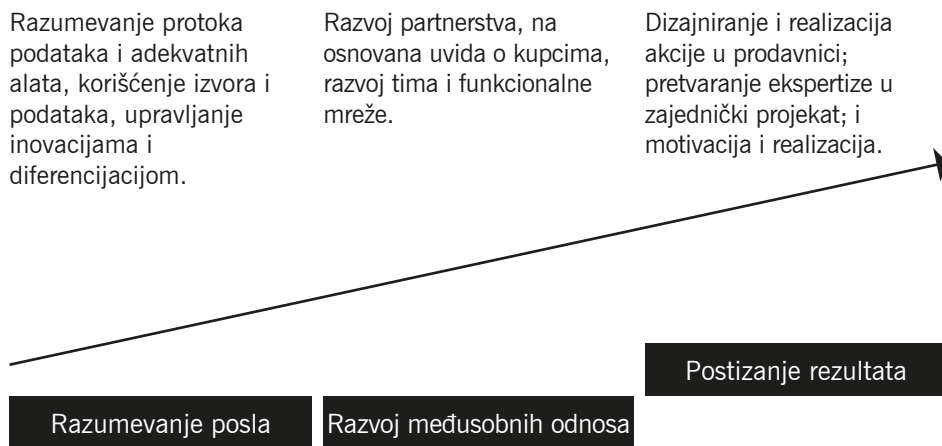 Razumevanje protoka
podataka i adekvatnih
alata, korišćenje izvora i
podataka, upravljanje
inovacijama i
diferencijacijom.
Razvoj partnerstva, na
osnovana uvida o kupcima,
razvoj tima i funkcionalne
mreže.
Dizajniranje i realizacija
akcije u prodavnici;
pretvaranje ekspertize u
zajednički projekat; i
motivacija i realizacija.
Postizanje rezultata
Razumevanje posla
Razvoj međusobnih odnosa